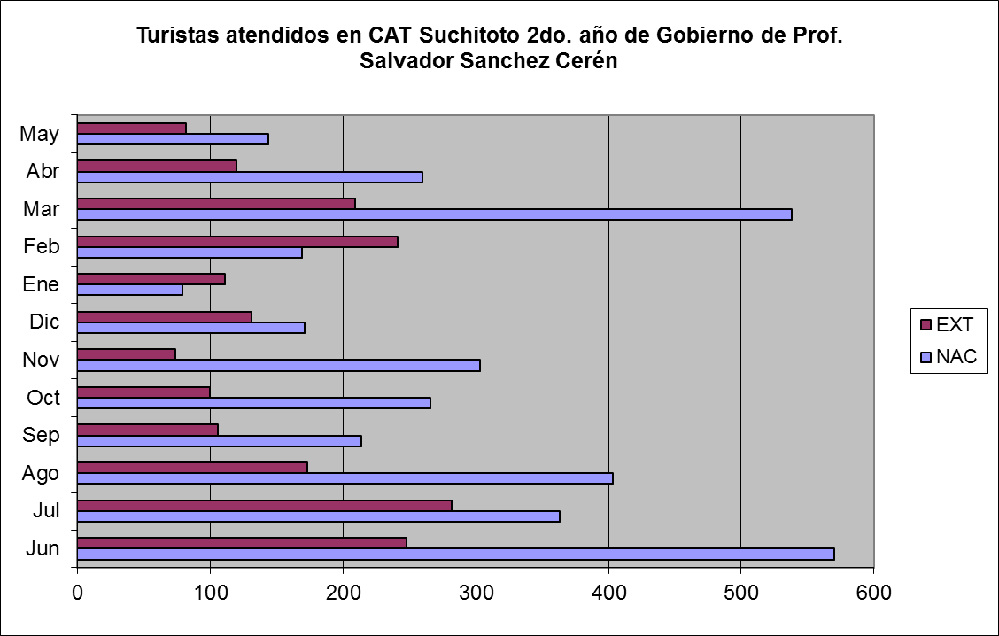 Turistas atendidos en CAT Suchitoto 2do. año de Gobierno de Prof.
Salvador Sanchez Cerén
May
Abr
Mar
Feb
Ene
Dic
Nov
Oct
Sep
Ago
Jul
Jun
0 100 200 300 400 500 600
EXT
NAC